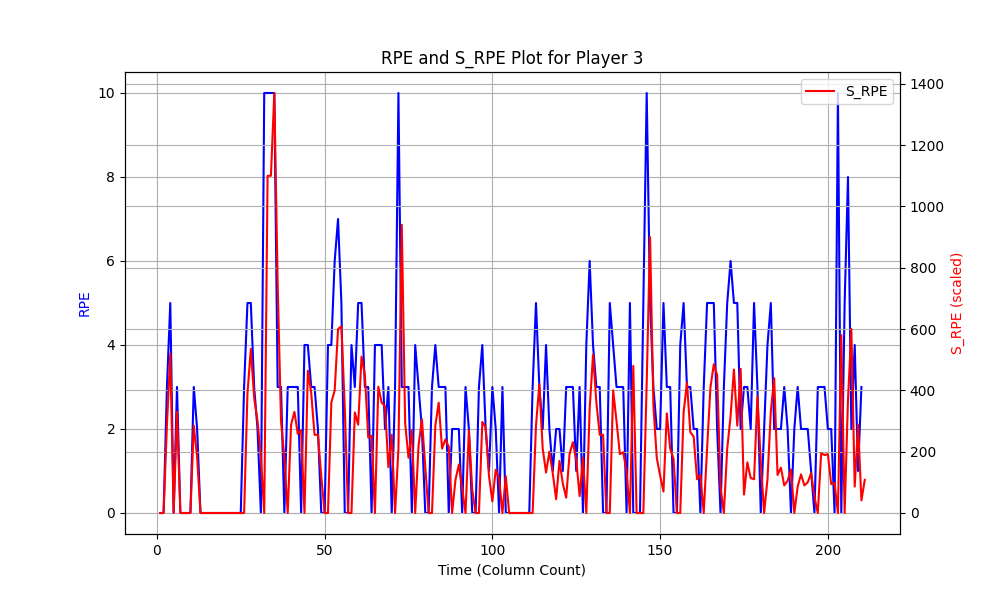 RPE and S_RPE Plot for Player 3
S_RPE
10
8
6
4
2
0
RPE
1400
1200
1000
800
600
400
200
0
S_RPE (scaled)
0 50 100 150 200
Time (Column Count)